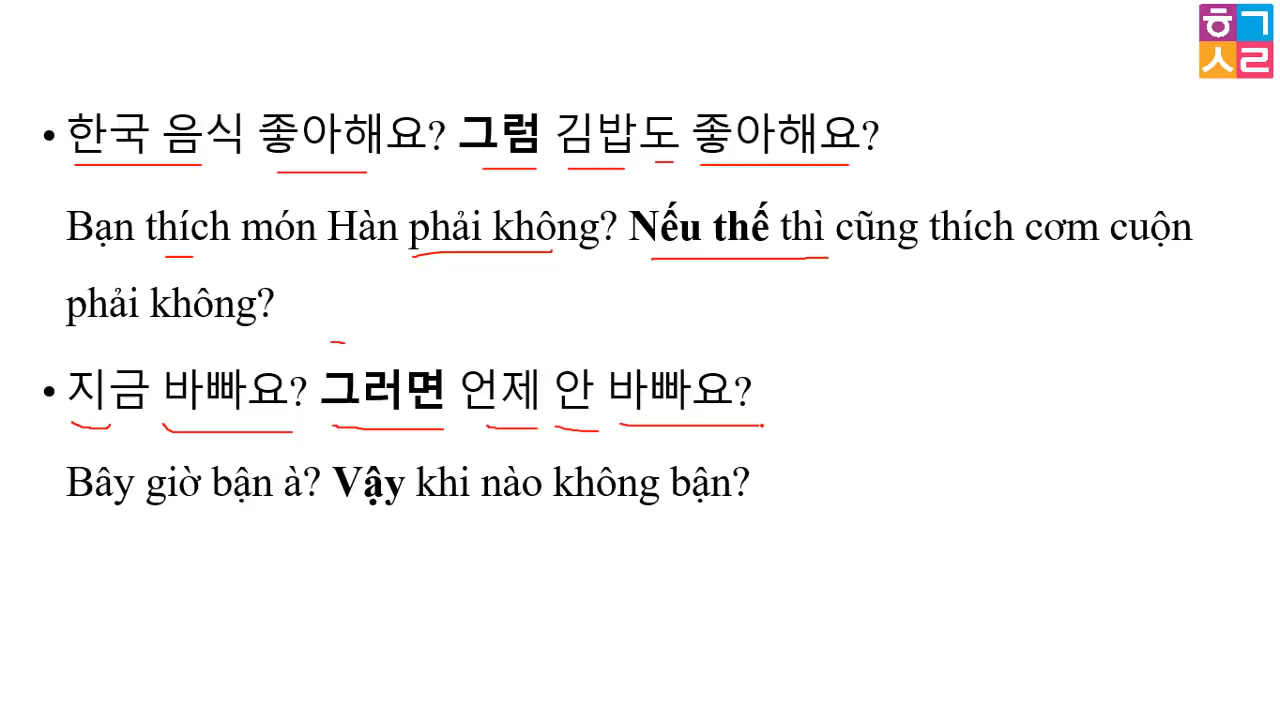 ㅎㄱ
ㅅㄹ
• 한국 음식 좋아해요? 그럼 김밥도 좋아해요?
Bạn thích món Hàn phải không? Nếu thế thì cũng thích cơm cuộn
phải không?
• 지금 바빠요? 그러면 언제 안 바빠요?
Bây giờ bận à? Vậy khi nào không bận?